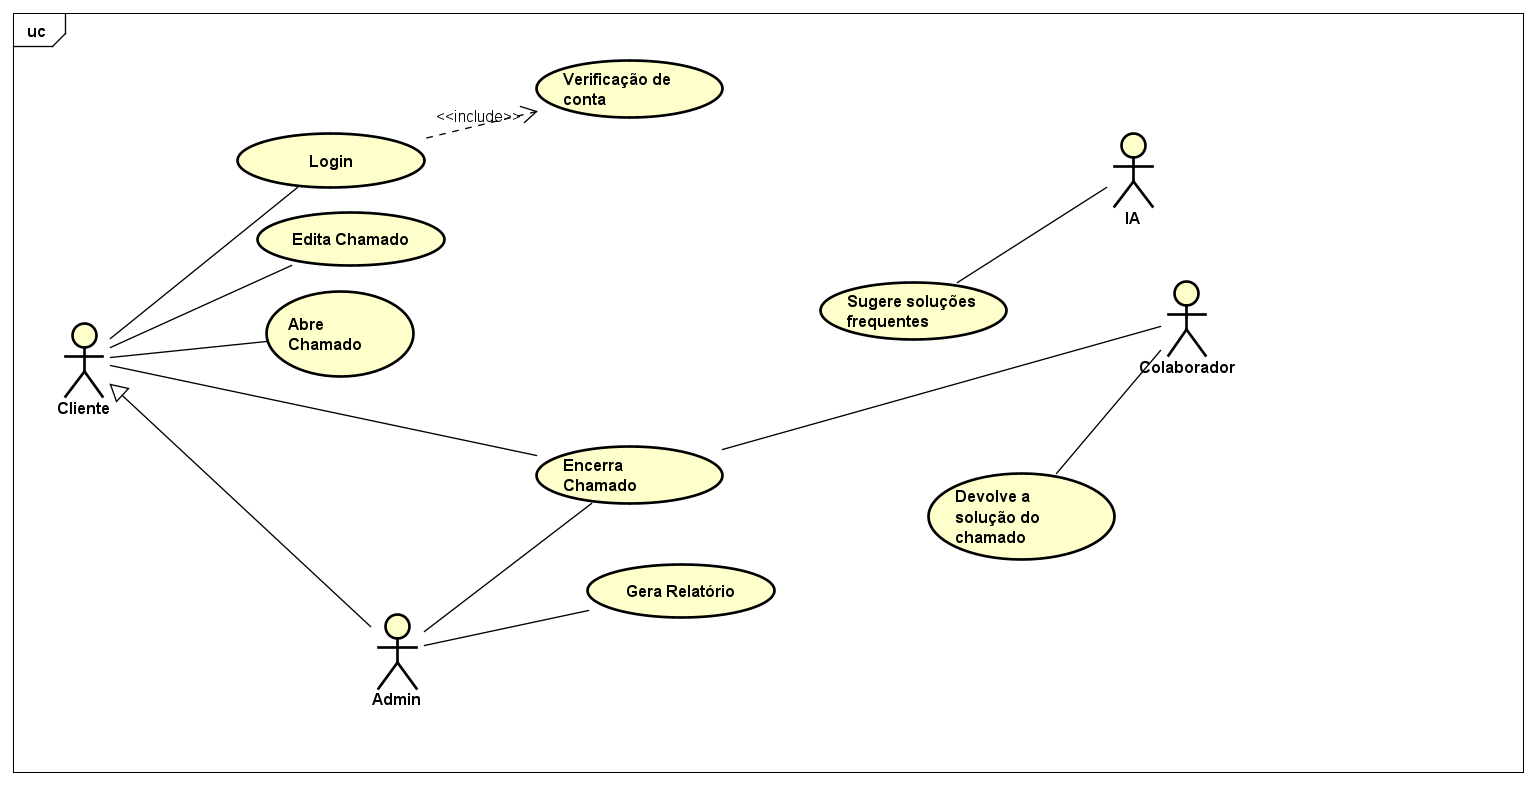 uc
Verificação de
conta
<<include>>
Login
IA
Edita Chamado
Sugere soluções
frequentes
Abre
Chamado
Colaborador
Cliente
Encerra
Chamado
Devolve a
solução do
chamado
Gera Relatório
Admin